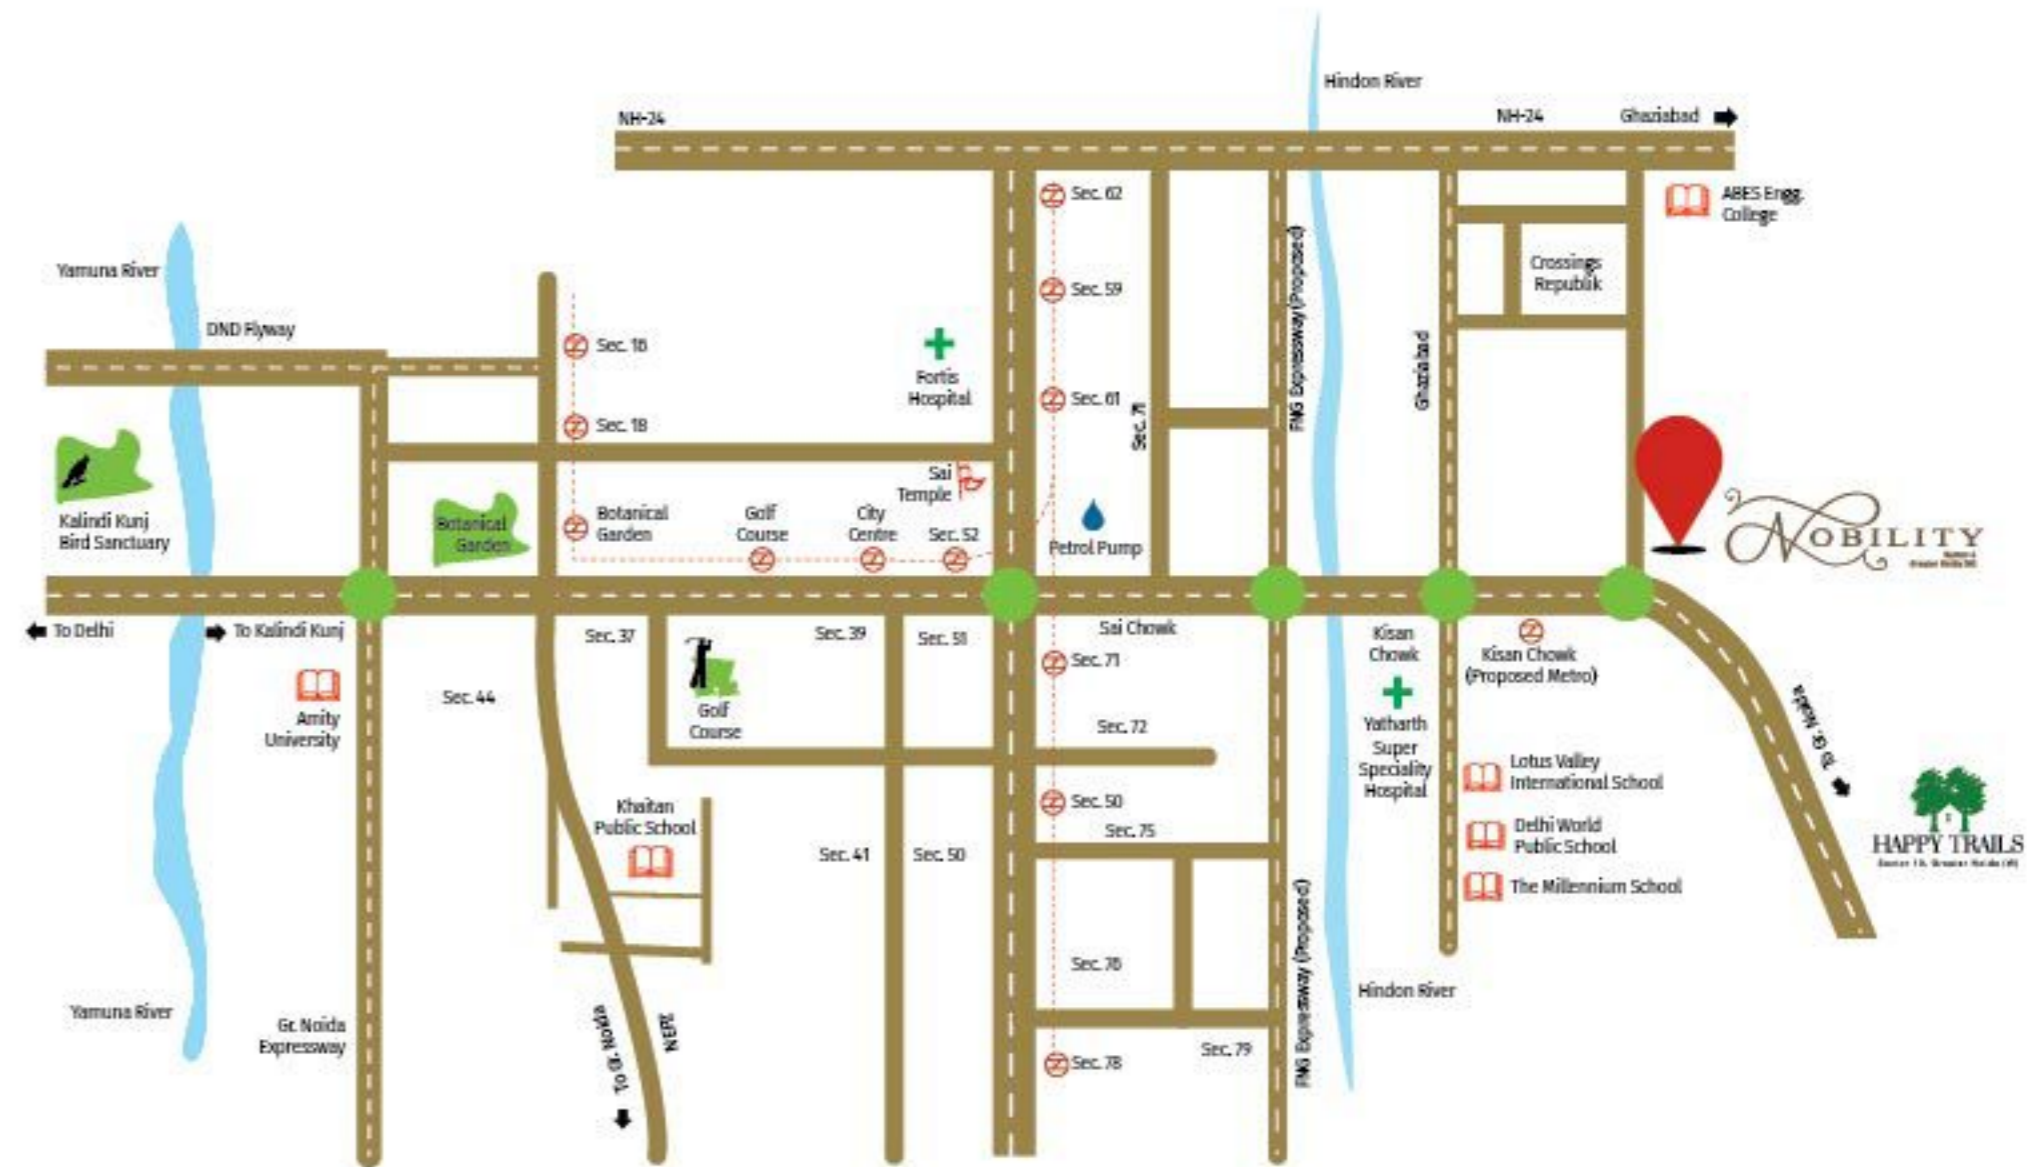 Hindon River
NH-24
NH-24
Ghaziabad
Sec. 62
ABES Engg.
College
Yamuna River
Crossings
Republik
Sec. 59
FNG Expressway (Proposed)
DND Flyway
Sec. 16
Ghaziabad
Fortis
Hospital
Sec. 61
Sec. 71
Sec. 18
Sai
Temple
Kalindi Kunj
Bird Sanctuary
Botanical
Garden
Botanical
Garden
Golf
Course
City
Centre
Sec. 52
Petrol Pump
NOBILITY
To Delhi
To Kalindi Kunj
Sec. 37
Sec. 39
Sec. 51
Sai Chowk
Kisan
Chowk
Kisan Chowk
(Proposed Metro)
Sec. 71
Sec. 44
Amity
University
Golf
Course
Sec. 72
Yatharth
Super
Speciality
Hospital
To Gr. Noida
Lotus Valley
International School
Khaitan
Public School
Sec. 50
Sec. 75
Delhi World
Public School
HAPPY TRAILS
Sector 10, Greater Noida (W)
Sec. 41
Sec. 50
The Millennium School
Sec. 76
FNG Expressway (Proposed)
Hindon River
Yamuna River
Gr. Noida
Expressway
To Gr. Noida
NEPZ
Sec. 78
Sec. 79